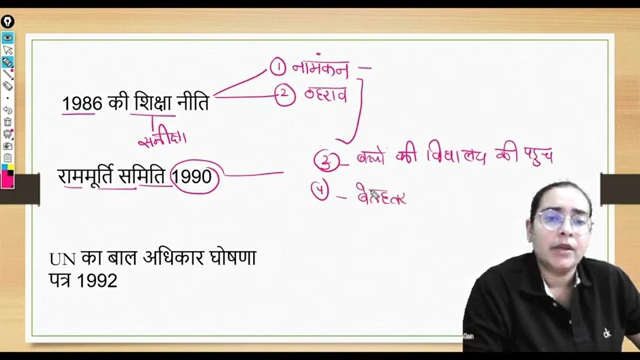 ① नामंकन –
1986 की शिक्षा नीति
② ठहराव
समीक्षा
③ – बच्चों की विद्यालय की पहुच
राममूर्ति समिति 1990
④ – बेहतर
UN का बाल अधिकार घोषणा
पत्र 1992